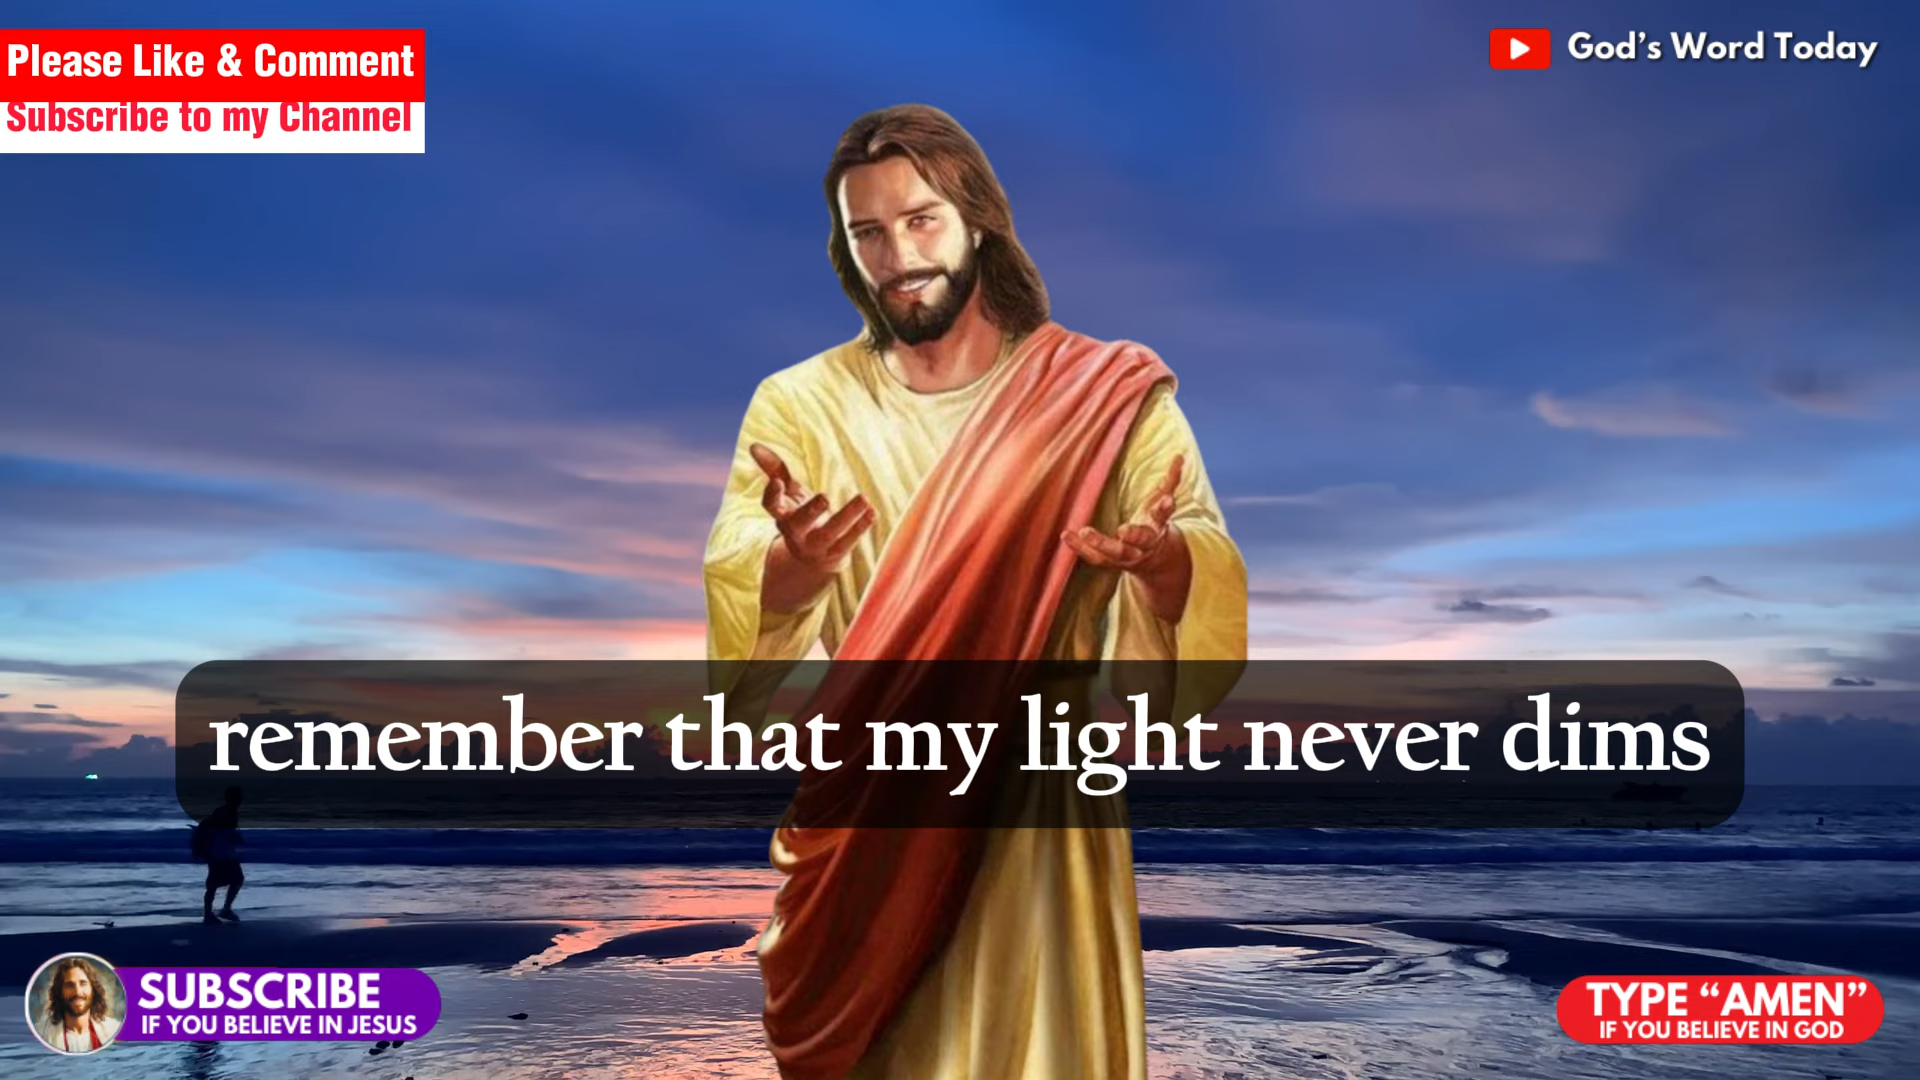 Please Like & Comment
Subscribe to my Channel
God's Word Today
remember that my light never dims
SUBSCRIBE
IF YOU BELIEVE IN JESUS
TYPE “AMEN”
IF YOU BELIEVE IN GOD